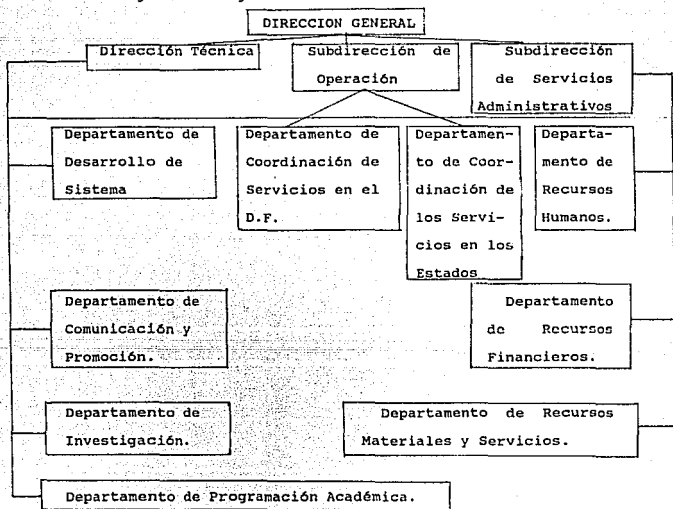 DIRECCION GENERAL
Dirección Técnica
Subdirección de
Operación
Subdirección
de Servicios
Administrativos
Departamento de
Desarrollo de
Sistema
Departamento de
Coordinación de
Servicios en el
D.F.
Departamen-
to de Coor-
dinación de
los Servi-
cios en los
Estados
Departa-
mento de
Recursos
Humanos.
Departamento de
Comunicación y
Promoción.
Departamento
de Recursos
Financieros.
Departamento de
Investigación.
Departamento de Recursos
Materiales y Servicios.
Departamento de Programación Académica.